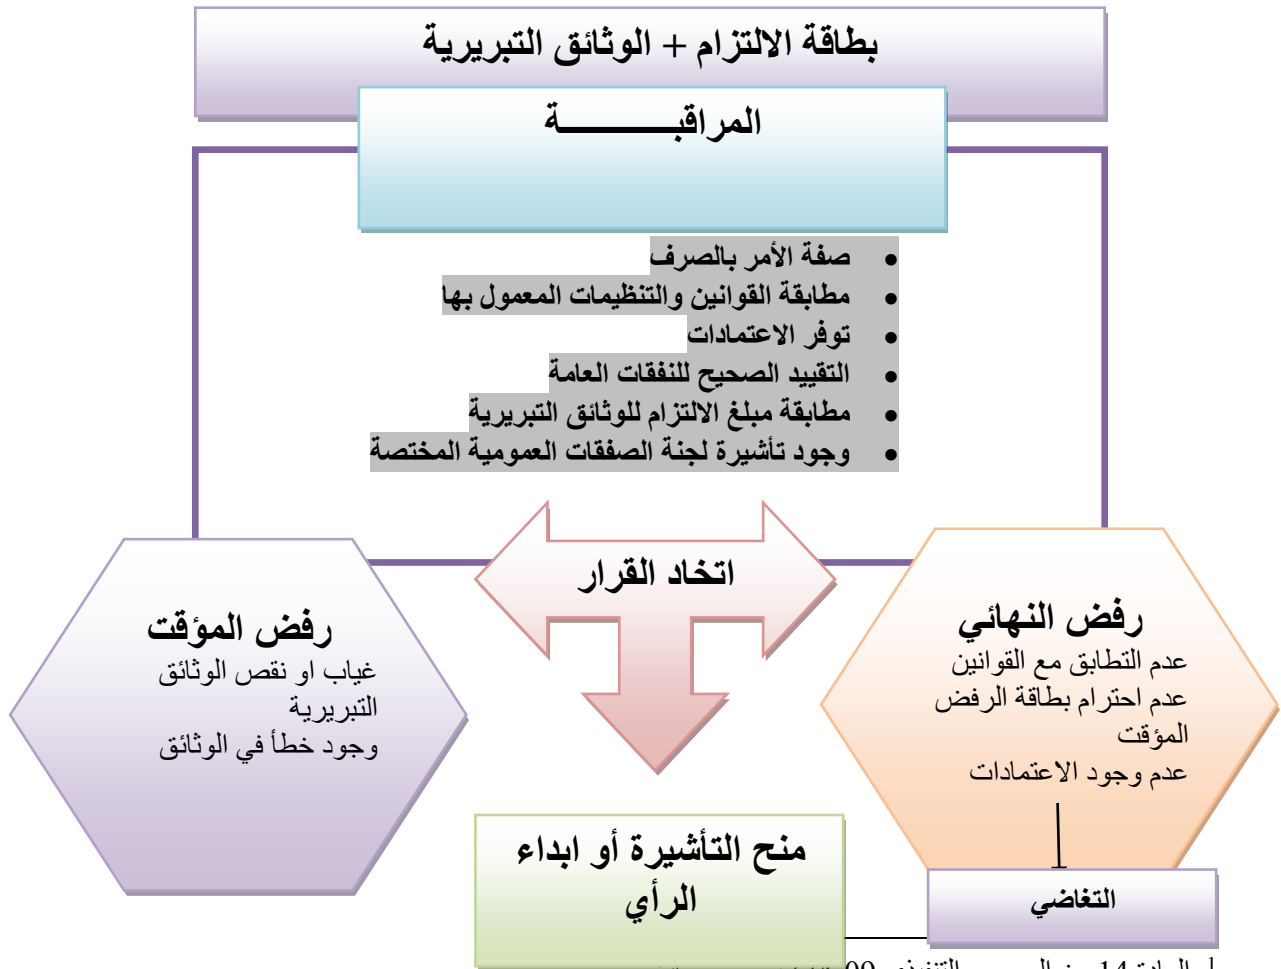 بطاقة الالتزام + الوثائق التبريرية
المراقبـــــــــــة
• صفة الأمر بالصرف
• مطابقة القوانين والتنظيمات المعمول بها
• توفر الاعتمادات
• التقييد الصحيح للنفقات العامة
• مطابقة مبلغ الالتزام للوثائق التبريرية
• وجود تأشيرة لجنة الصفقات العمومية المختصة
اتخاد القرار
رفض النهائي
عدم التطابق مع القوانين
عدم احترام بطاقة الرفض
المؤقت
عدم وجود الاعتمادات
رفض المؤقت
غياب او نقص الوثائق
التبريرية
وجود خطأ في الوثائق
منح التأشيرة أو ابداء
الرأي
التغاضي
المادة 14 من